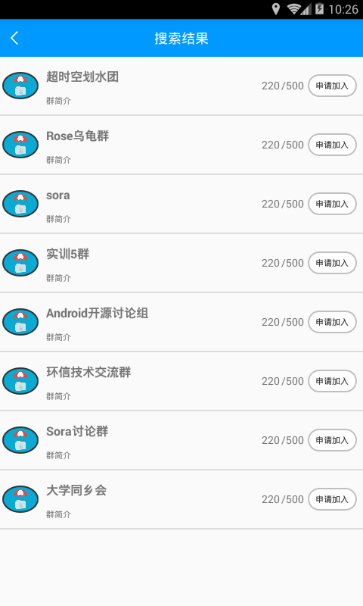 10:26
搜索结果
超时空划水团
220/500 申请加入
群简介
Rose乌龟群
220/500 申请加入
群简介
sora
220/500 申请加入
群简介
实训5群
220/500 申请加入
群简介
Android开源讨论组
220/500 申请加入
群简介
环信技术交流群
220/500 申请加入
群简介
Sora讨论群
220/500 申请加入
群简介
大学同乡会
220/500 申请加入
群简介